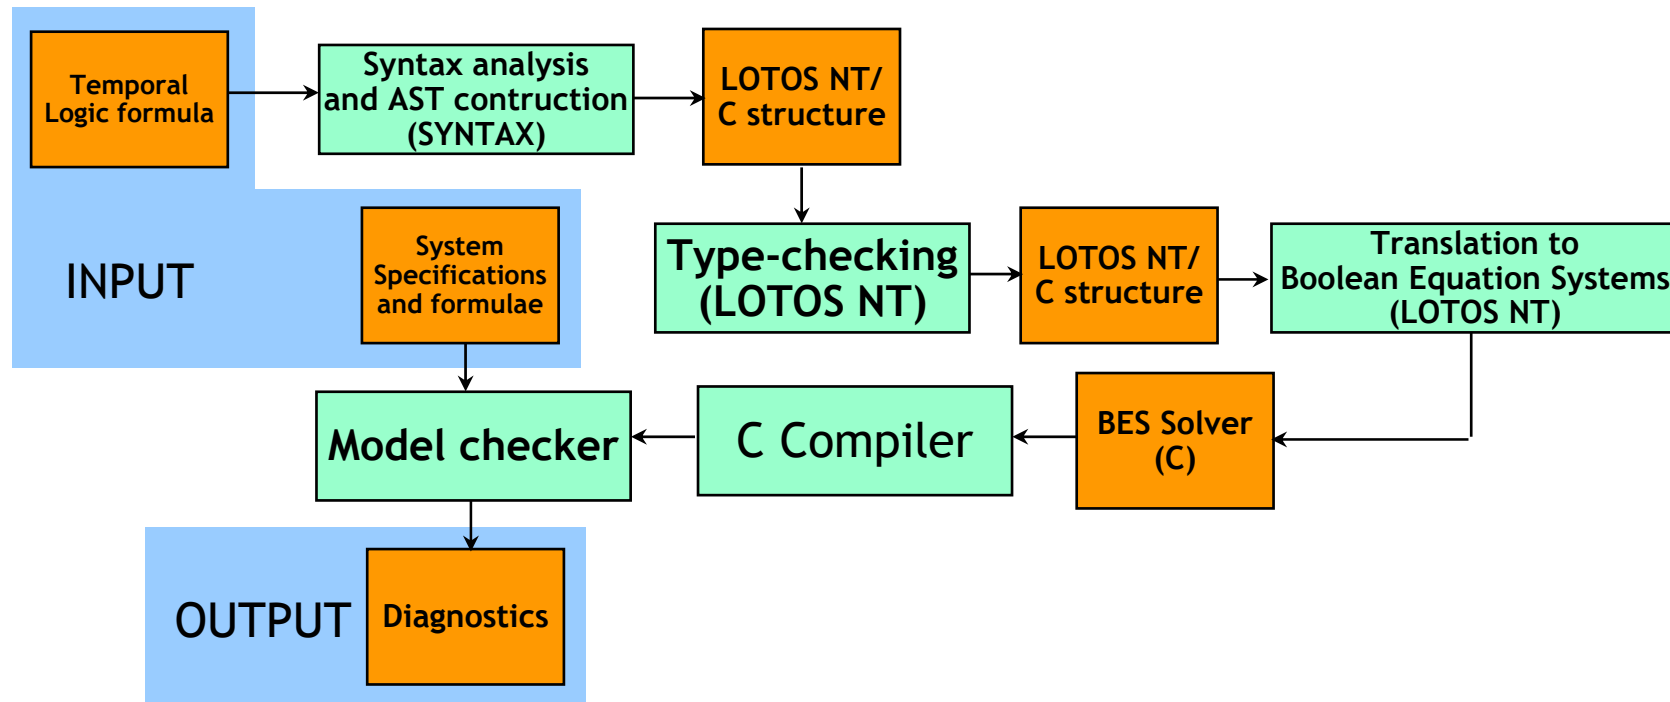 Temporal
Logic formula
Syntax analysis
and AST contruction
(SYNTAX)
LOTOS NT/
C structure
INPUT
System
Specifications
and formulae
Type-checking
(LOTOS NT)
LOTOS NT/
C structure
Translation to
Boolean Equation Systems
(LOTOS NT)
Model checker
C Compiler
BES Solver
(C)
OUTPUT
Diagnostics